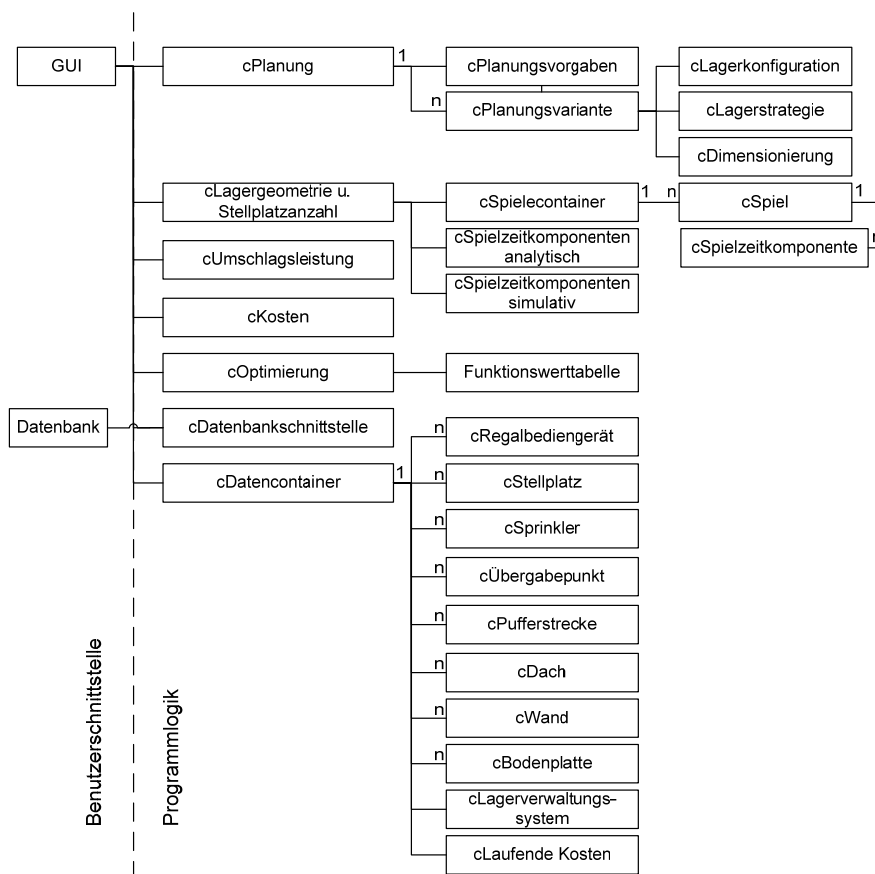 GUI
cPlanung
1
cPlanungsvorgaben
cLagerkonfiguration
n
cPlanungsvariante
cLagerstrategie
cDimensionierung
cLagergeometrie u.
Stellplatzanzahl
cSpielecontainer
1
n
cSpiel
1
cUmschlagsleistung
cSpielzeitkomponenten
analytisch
cSpielzeitkomponente
n
cSpielzeitkomponenten
simulativ
cKosten
cOptimierung
Funktionswerttabelle
Datenbank
cDatenbankschnittstelle
n
cRegalbediengerät
cDatencontainer
1
n
cStellplatz
n
cSprinkler
n
cÜbergabepunkt
n
cPufferstrecke
n
cDach
n
cWand
n
cBodenplatte
cLagerverwaltungs-
system
cLaufende Kosten
Benutzerschnittstelle
Programmlogik